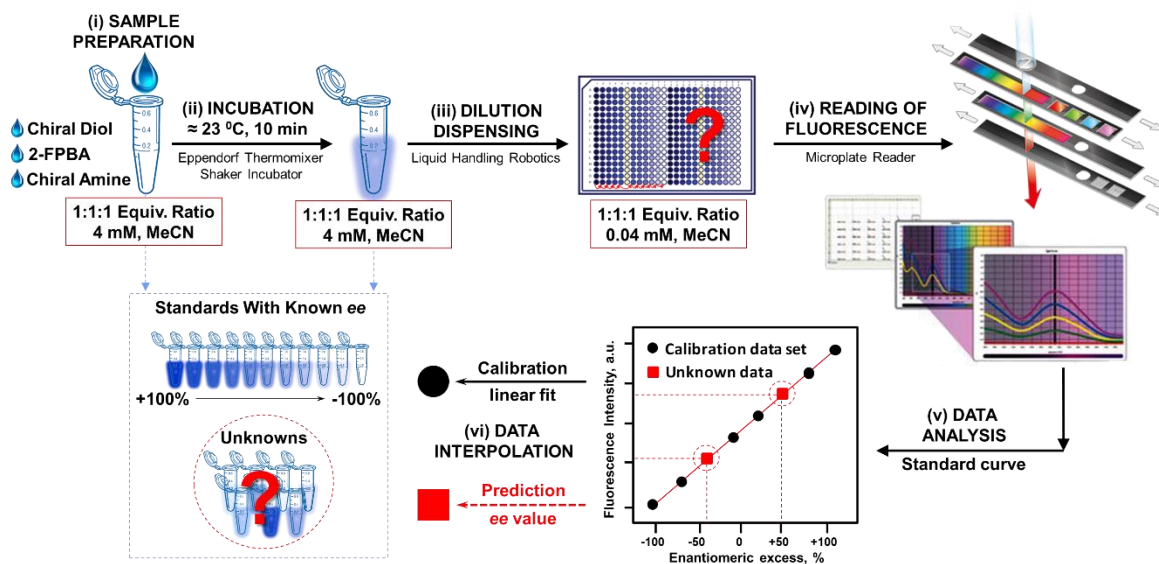 (i) SAMPLE
PREPARATION
Chiral Diol
2-FPBA
Chiral Amine
1:1:1 Equiv. Ratio
4 mM, MeCN
(ii) INCUBATION
≈ 23 ⁰C, 10 min
Eppendorf Thermomixer
Shaker Incubator
1:1:1 Equiv. Ratio
4 mM, MeCN
(iii) DILUTION
DISPENSING
Liquid Handling Robotics
?
1:1:1 Equiv. Ratio
0.04 mM, MeCN
(iv) READING OF
FLUORESCENCE
Microplate Reader
(v) DATA
ANALYSIS
Standard curve
Fluorescence Intensity, a.u.
Calibration data set
Unknown data
-100 -50 0 +50 +100
Enantiomeric excess, %
Calibration
linear fit
(vi) DATA
INTERPOLATION
Prediction
ee value
Standards With Known ee
+100% -100%
Unknowns
?